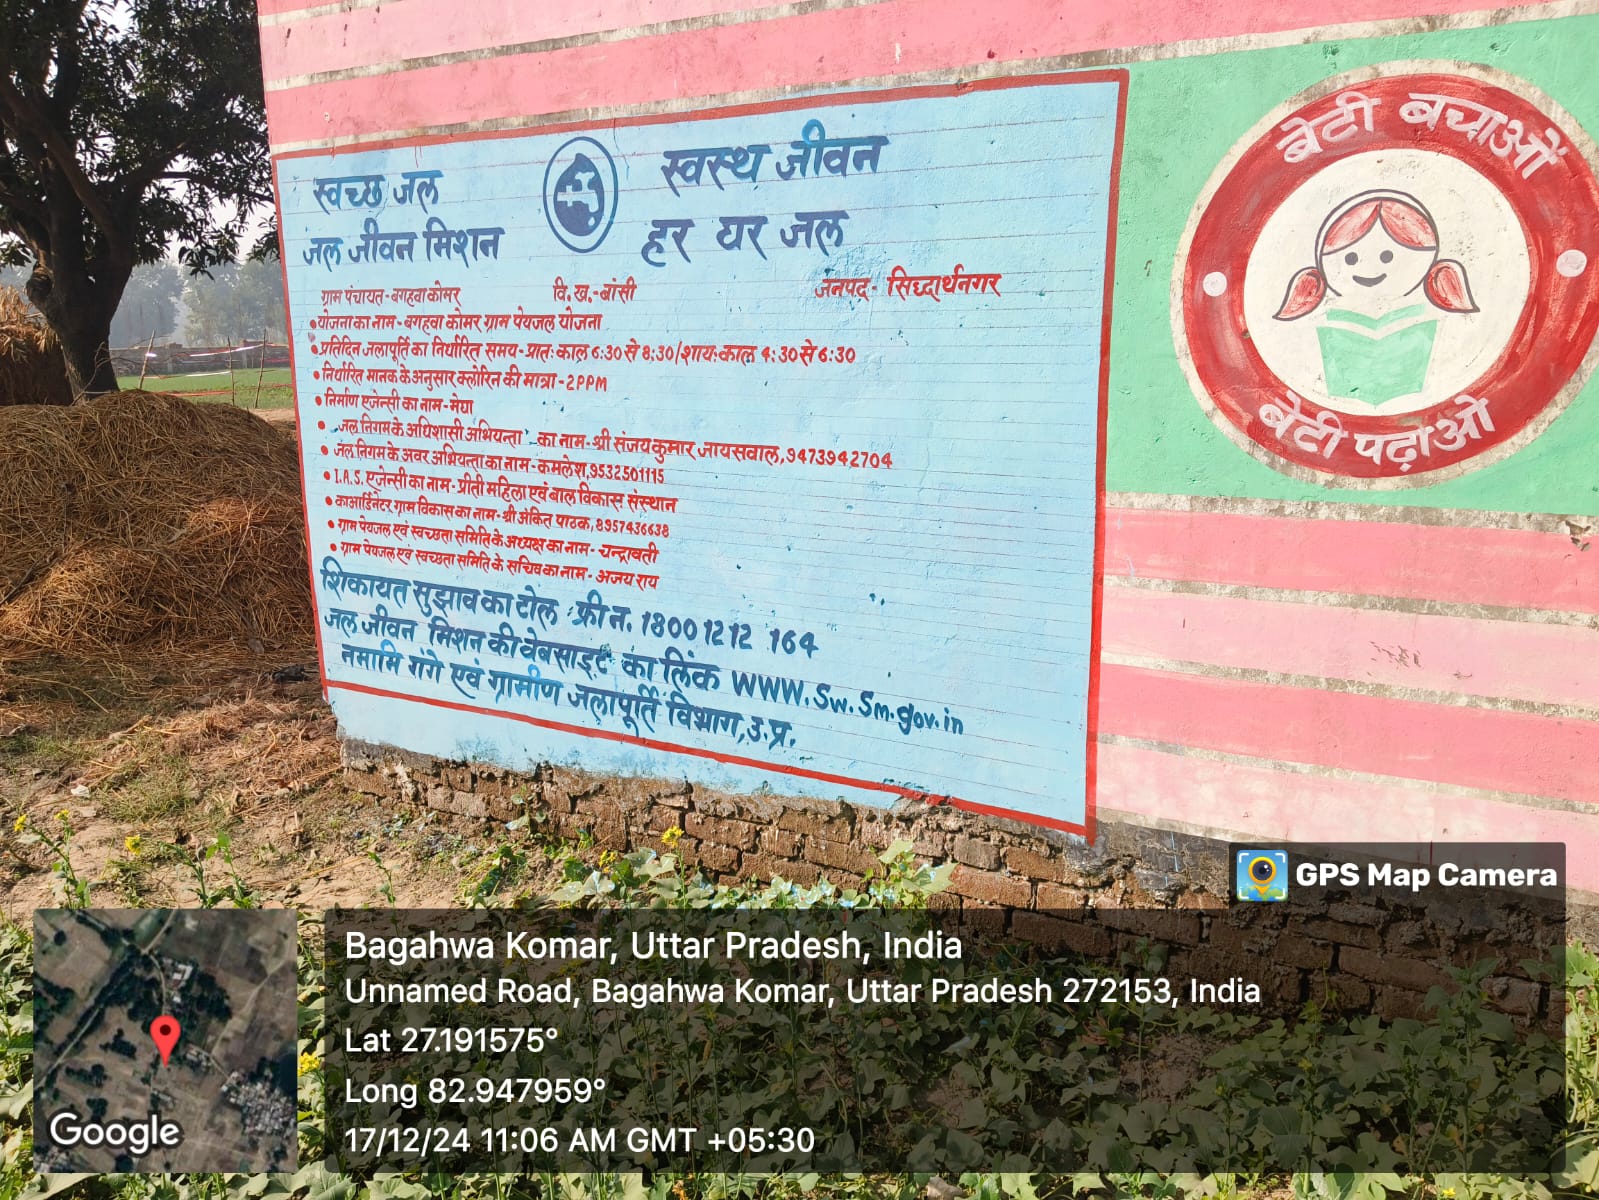 स्वच्छ जल
जल जीवन मिशन
स्वस्थ जीवन
हर घर जल
ग्राम पंचायत-बगहवा कोमर वि.ख.-बांसी जनपद- सिद्धार्थनगर
•योजना का नाम-बगहवा कोमर ग्राम पेयजल योजना
•प्रतिदिन जलापूर्ति का निर्धारित समय-प्रातःकाल 6:30 से 8:30/शायःकाल 4:30 से 6:30
•निर्धारित मानक के अनुसार क्लोरिन की मात्रा-2PPM
•निर्माण एजेन्सी का नाम-मेघा
• जल निगम के अधिशासी अभियन्ता का नाम-श्री संजय कुमार जायसवाल,9473942704
•जल निगम के अवर अभियन्ता का नाम-कमलेश,9532501115
•I.A.S. एजेन्सी का नाम-प्रीती महिला एवं बाल विकास संस्थान
•काआर्डिनेटर ग्राम विकास का नाम-श्री अंकित पाठक,8957436638
•ग्राम पेयजल एवं स्वच्छता समिति के अध्यक्ष का नाम-चन्द्रावती
•ग्राम पेयजल एवं स्वच्छता समिति के सचिव का नाम-अजय राय
शिकायत सुझाव का टोल फ्री न. 1800 1212 164
जल जीवन मिशन की वेबसाइट का लिंक WWW.Sw.Sm.gov.in
नमामि गंगे एवं ग्रामीण जलापूर्ति विभाग,उ.प्र.
बेटी बचाओ
बेटी पढ़ाओ
GPS Map Camera
Bagahwa Komar, Uttar Pradesh, India
Unnamed Road, Bagahwa Komar, Uttar Pradesh 272153, India
Lat 27.191575°
Long 82.947959°
17/12/24 11:06 AM GMT +05:30
Google